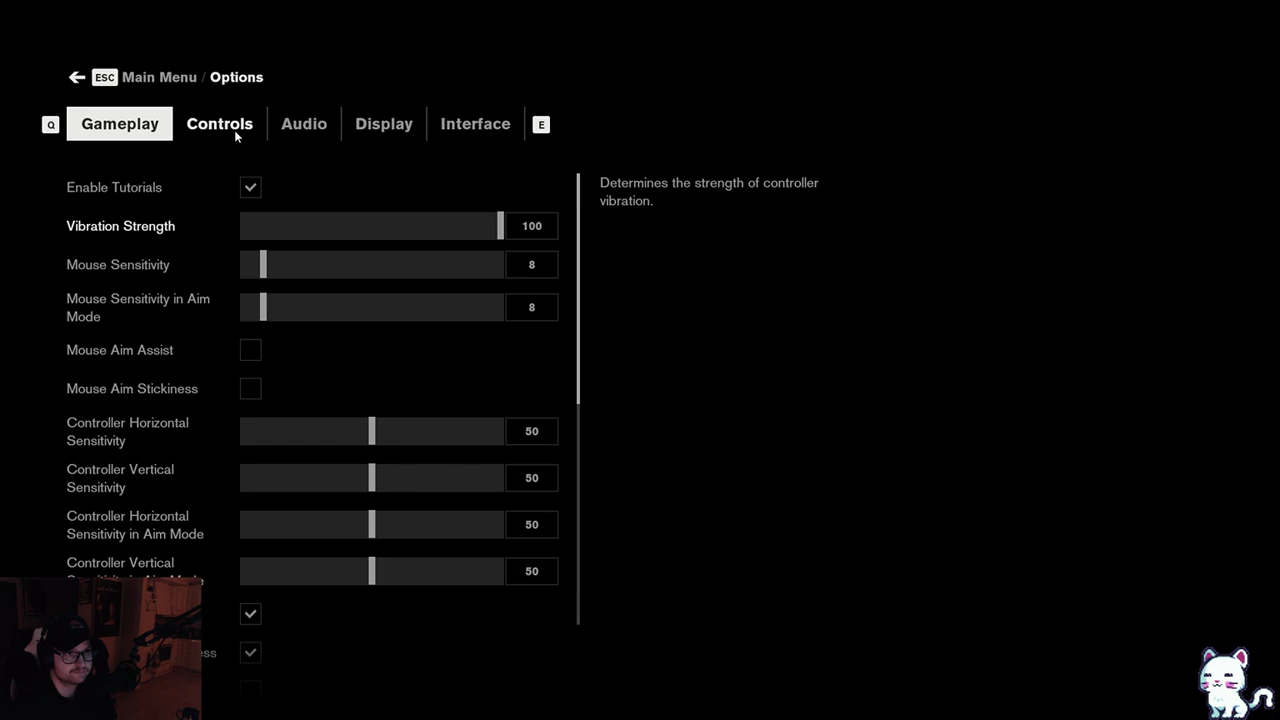 ESC Main Menu / Options
Q Gameplay Controls Audio Display Interface E
Enable Tutorials
Determines the strength of controller
vibration.
Vibration Strength 100
Mouse Sensitivity 8
Mouse Sensitivity in Aim
Mode
8
Mouse Aim Assist
Mouse Aim Stickiness
Controller Horizontal
Sensitivity
50
Controller Vertical
Sensitivity
50
Controller Horizontal
Sensitivity in Aim Mode
50
Controller Vertical
50
ess